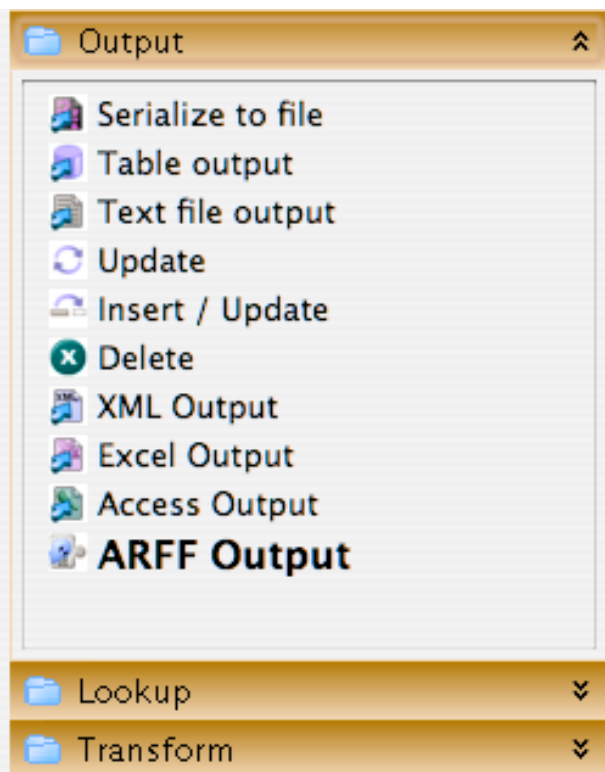 Output
Serialize to file
Table output
Text file output
Update
Insert / Update
Delete
XML Output
Excel Output
Access Output
ARFF Output
Lookup
Transform